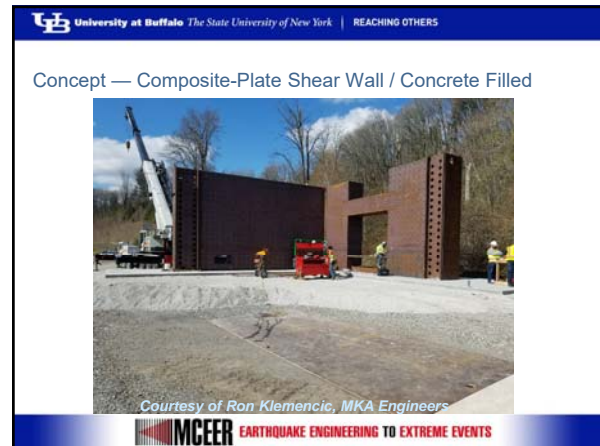 UB University at Buffalo The State University of New York | REACHING OTHERS
Concept — Composite-Plate Shear Wall / Concrete Filled
Courtesy of Ron Klemencic, MKA Engineers
MCEER EARTHQUAKE ENGINEERING TO EXTREME EVENTS